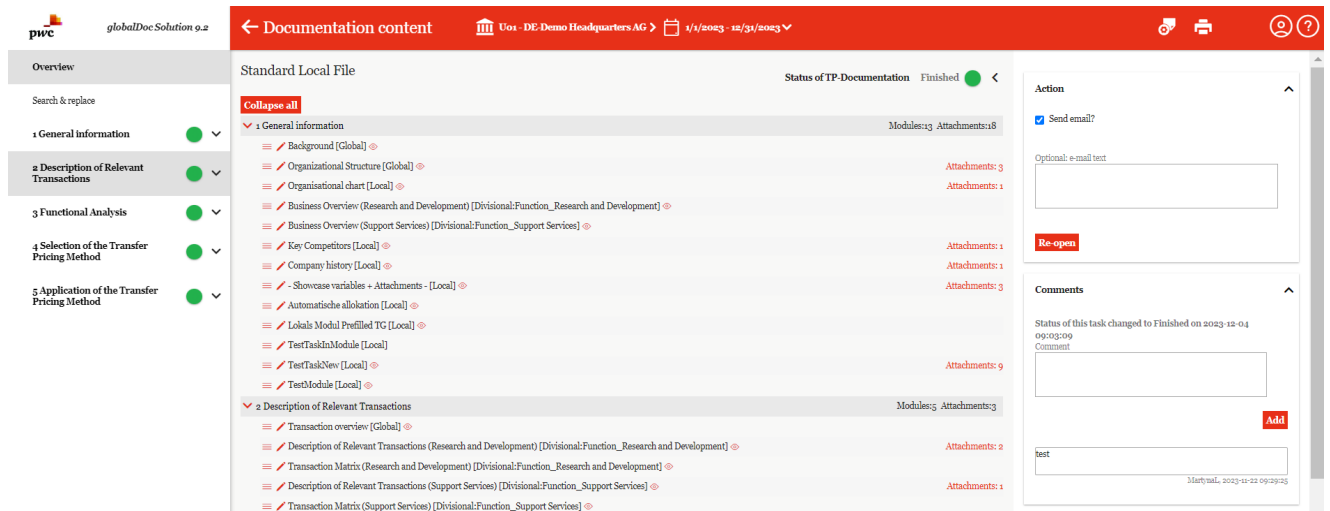 pwc
globalDoc Solution 9.2
Documentation content
U01 - DE-Demo Headquarters AG
1/1/2023 - 12/31/2023
Overview
Search & replace
1 General information
2 Description of Relevant
Transactions
3 Functional Analysis
4 Selection of the Transfer
Pricing Method
5 Application of the Transfer
Pricing Method
Standard Local File
Status of TP-Documentation Finished
Collapse all
1 General information Modules:13 Attachments:18
Background [Global]
Organizational Structure [Global] Attachments: 3
Organisational chart [Local] Attachments: 1
Business Overview (Research and Development) [Divisional:Function_Research and Development]
Business Overview (Support Services) [Divisional:Function_Support Services]
Key Competitors [Local] Attachments: 1
Company history [Local] Attachments: 1
- Showcase variables + Attachments - [Local] Attachments: 3
Automatische allokation [Local]
Lokals Modul Prefilled TG [Local]
TestTaskInModule [Local]
TestTaskNew [Local] Attachments: 9
TestModule [Local]
2 Description of Relevant Transactions Modules:5 Attachments:3
Transaction overview [Global]
Description of Relevant Transactions (Research and Development) [Divisional:Function_Research and Development] Attachments: 2
Transaction Matrix (Research and Development) [Divisional:Function_Research and Development]
Description of Relevant Transactions (Support Services) [Divisional:Function_Support Services] Attachments: 1
Transaction Matrix (Support Services) [Divisional:Function_Support Services]
Action
Send email?
Optional: e-mail text
Re-open
Comments
Status of this task changed to Finished on 2023-12-04
09:03:09
Comment
Add
test
MartynaL, 2023-11-22 09:29:25